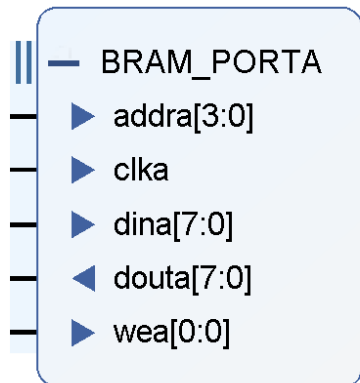 BRAM_PORTA
addra[3:0]
clka
dina[7:0]
douta[7:0]
wea[0:0]